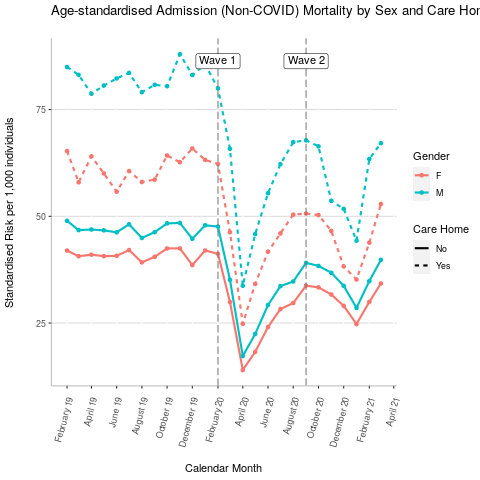 Age-standardised Admission (Non-COVID) Mortality by Sex and Care Hor
Standardised Risk per 1,000 individuals
75
50
25
Wave 1
Wave 2
February 19
April 19
June 19
August 19
October 19
December 19
February 20
April 20
June 20
August 20
October 20
December 20
February 21
April 21
Calendar Month
Gender
F
M
Care Home
No
Yes